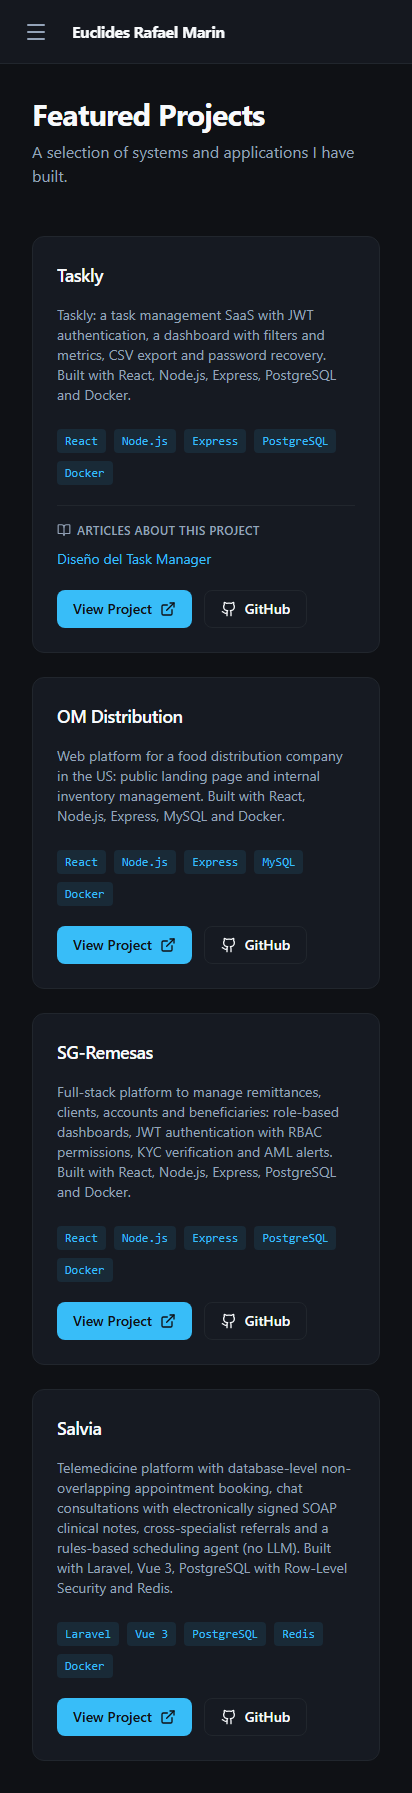 Euclides Rafael Marin
Featured Projects
A selection of systems and applications I have
built.
Taskly
Taskly: a task management SaaS with JWT
authentication, a dashboard with filters and
metrics, CSV export and password recovery.
Built with React, Node.js, Express, PostgreSQL
and Docker.
React Node.js Express PostgreSQL
Docker
ARTICLES ABOUT THIS PROJECT
Diseño del Task Manager
View Project GitHub
OM Distribution
Web platform for a food distribution company
in the US: public landing page and internal
inventory management. Built with React,
Node.js, Express, MySQL and Docker.
React Node.js Express MySQL
Docker
View Project GitHub
SG-Remesas
Full-stack platform to manage remittances,
clients, accounts and beneficiaries: role-based
dashboards, JWT authentication with RBAC
permissions, KYC verification and AML alerts.
Built with React, Node.js, Express, PostgreSQL
and Docker.
React Node.js Express PostgreSQL
Docker
View Project GitHub
Salvia
Telemedicine platform with database-level non-
overlapping appointment booking, chat
consultations with electronically signed SOAP
clinical notes, cross-specialist referrals and a
rules-based scheduling agent (no LLM). Built
with Laravel, Vue 3, PostgreSQL with Row-Level
Security and Redis.
Laravel Vue 3 PostgreSQL Redis
Docker
View Project GitHub